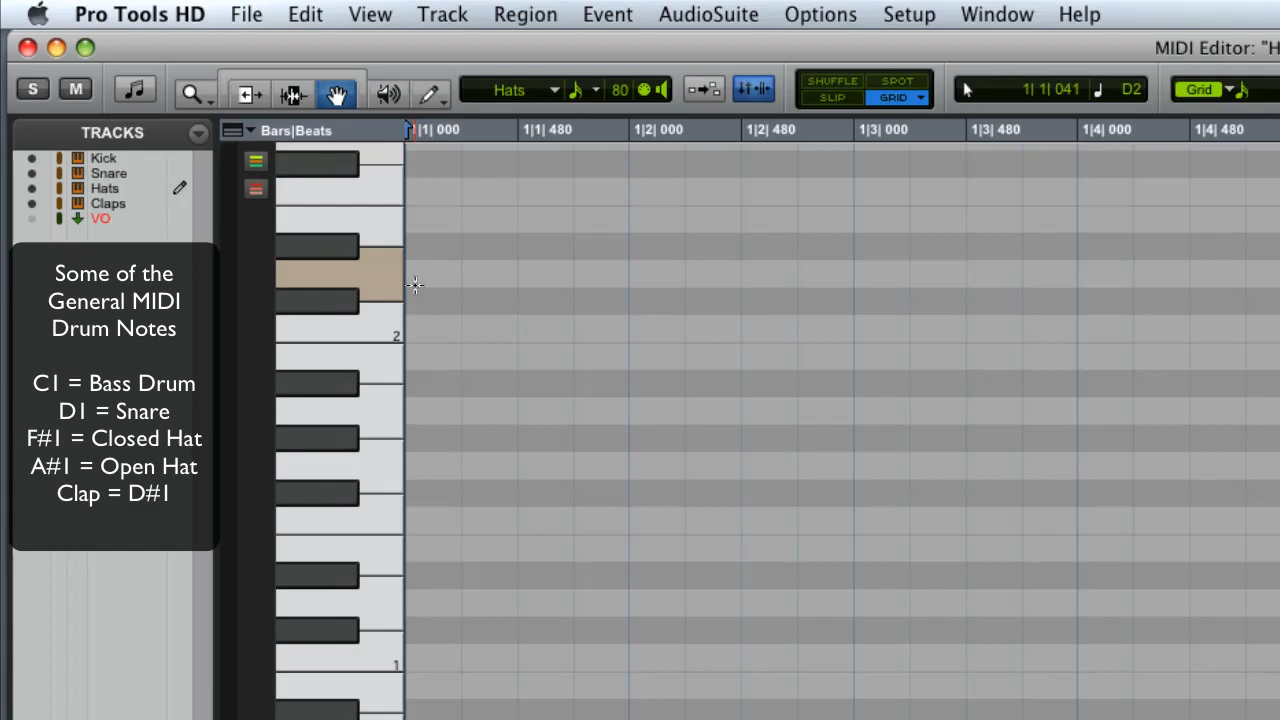 Pro Tools HD File Edit View Track Region Event AudioSuite Options Setup Window Help
MIDI Editor: "H
S M Hats 80 SHUFFLE SPOT SLIP GRID 1| 1| 041 D2 Grid
TRACKS Bars|Beats |1| 000 1|1| 480 1|2| 000 1|2| 480 1|3| 000 1|3| 480 1|4| 000 1|4| 480
Kick
Snare
Hats
Claps
VO
Some of the
General MIDI
Drum Notes
C1 = Bass Drum
D1 = Snare
F#1 = Closed Hat
A#1 = Open Hat
Clap = D#1
2
1